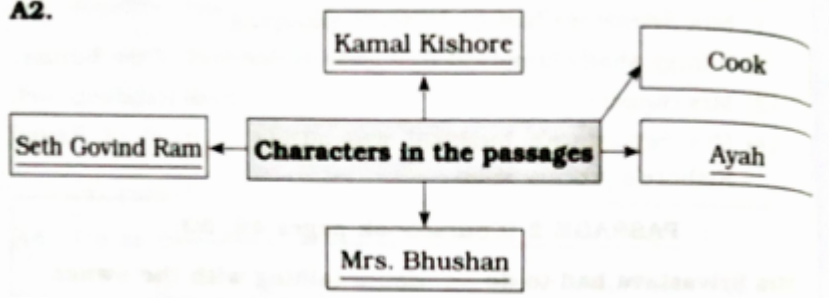 A2.
Kamal Kishore
Cook
Seth Govind Ram
Characters in the passages
Ayah
Mrs. Bhushan